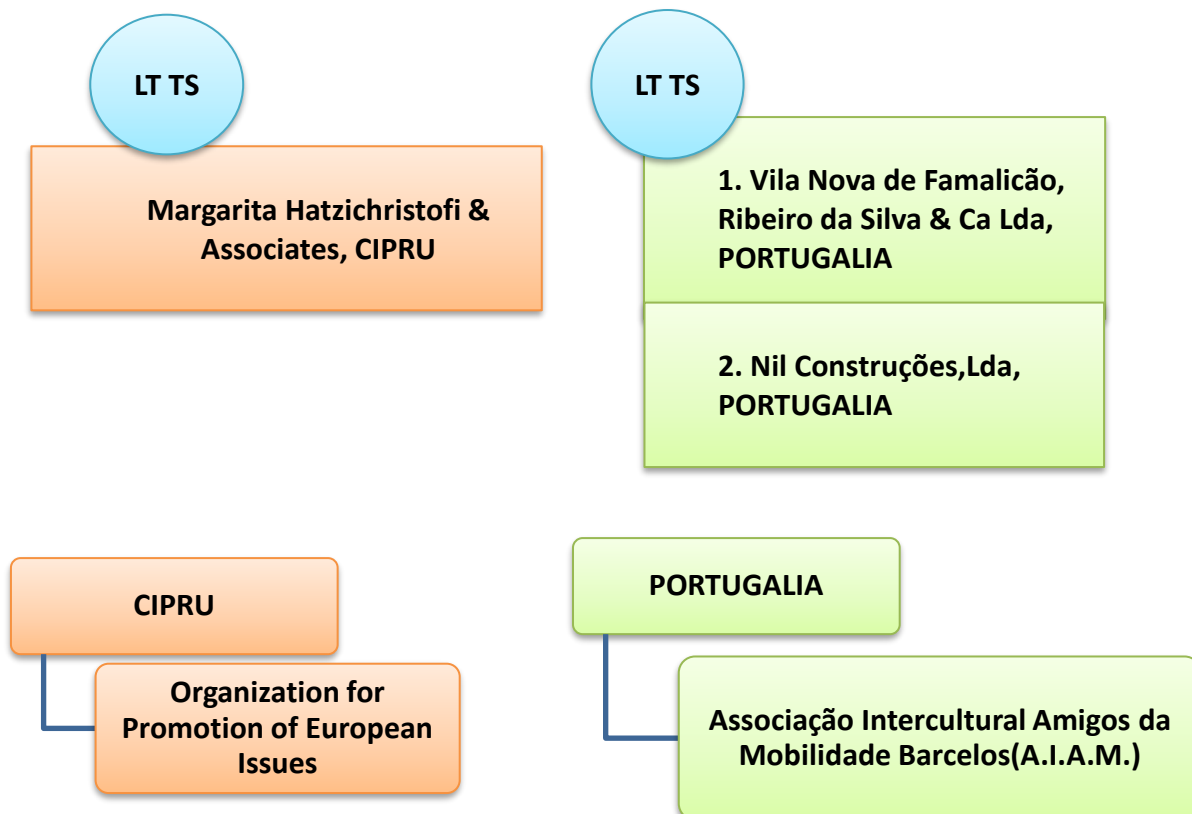 LT TS
Margarita Hatzichristofi &
Associates, CIPRU
LT TS
1. Vila Nova de Famalicão,
Ribeiro da Silva & Ca Lda,
PORTUGALIA
2. Nil Construções,Lda,
PORTUGALIA
CIPRU
Organization for
Promotion of European
Issues
PORTUGALIA
Associação Intercultural Amigos da
Mobilidade Barcelos(A.I.A.M.)